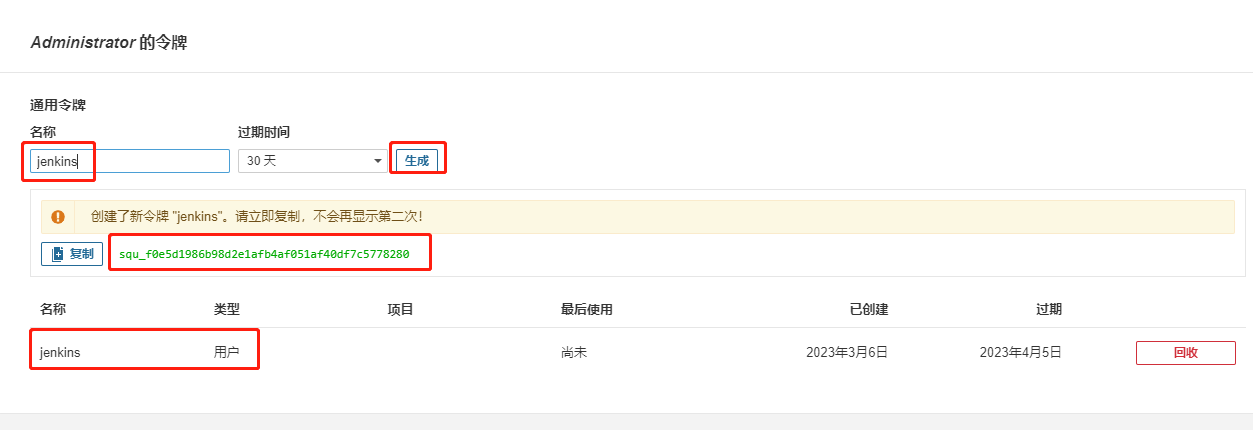 Administrator 的令牌
通用令牌
名称 过期时间
jenkins 30 天 生成
创建了新令牌 "jenkins"。请立即复制，不会再显示第二次！
复制 squ_f0e5d1986b98d2e1afb4af051af40df7c5778280
名称 类型 项目 最后使用 已创建 过期
jenkins 用户 尚未 2023年3月6日 2023年4月5日 回收